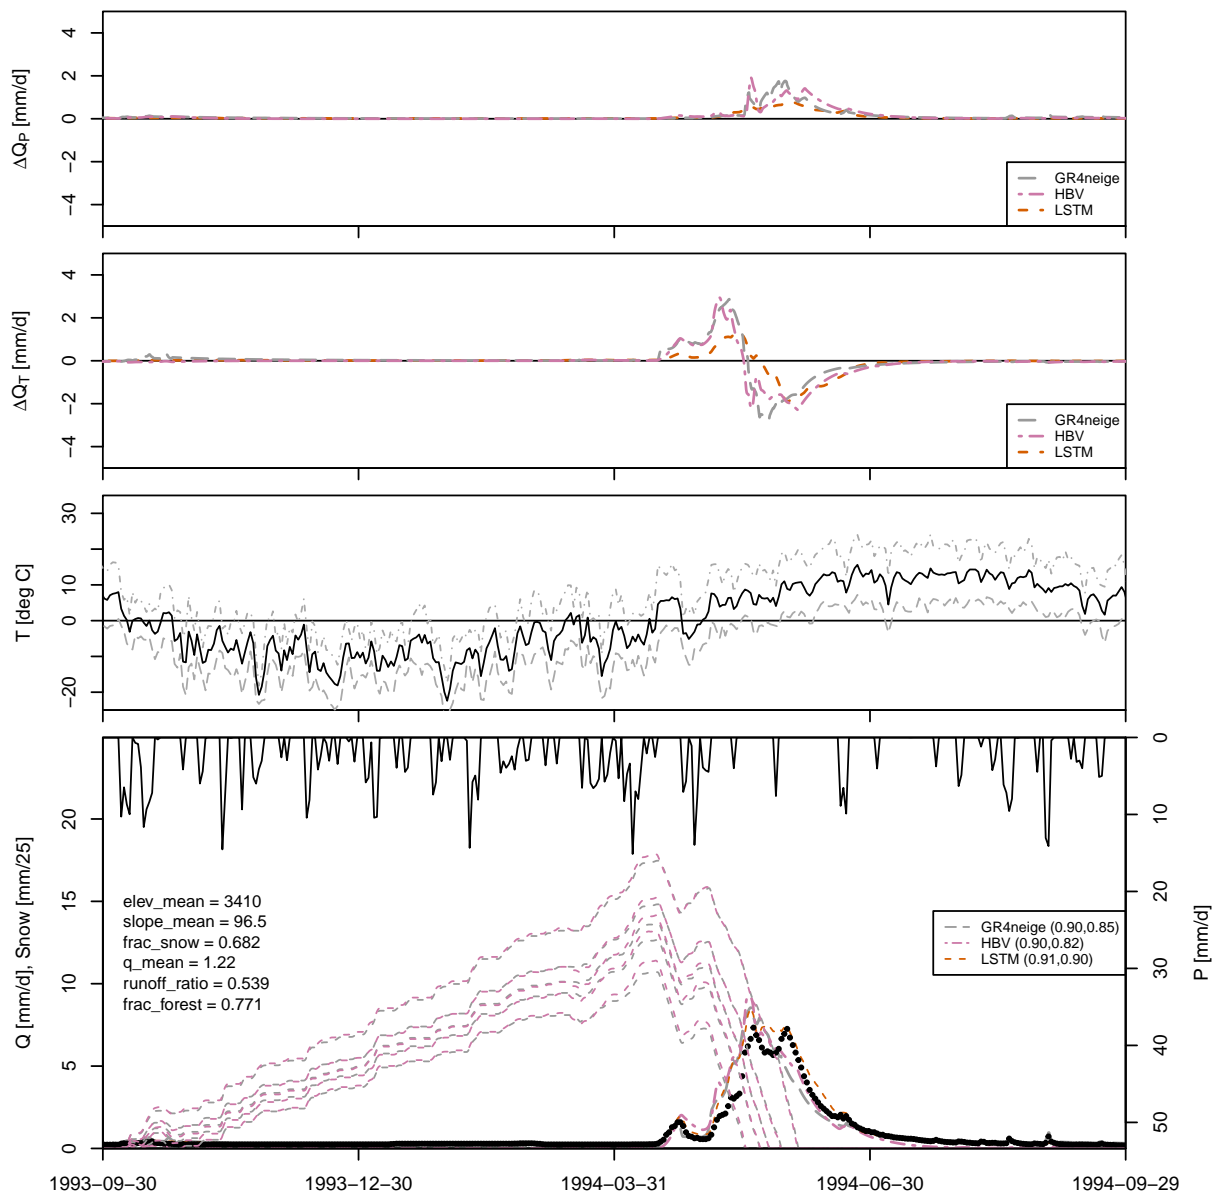 ΔQP [mm/d]
4
2
0
−2
−4
GR4neige
HBV
LSTM
ΔQT [mm/d]
4
2
0
−2
−4
GR4neige
HBV
LSTM
T [deg C]
30
10
0
−20
Q [mm/d], Snow [mm/25]
20
15
10
5
0
P [mm/d]
0
10
20
30
40
50
elev_mean = 3410
slope_mean = 96.5
frac_snow = 0.682
q_mean = 1.22
runoff_ratio = 0.539
frac_forest = 0.771
GR4neige (0.90,0.85)
HBV (0.90,0.82)
LSTM (0.91,0.90)
1993−09−30
1993−12−30
1994−03−31
1994−06−30
1994−09−29